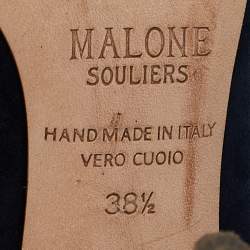 MALONE
SOULIERS
HAND MADE IN ITALY
VERO CUOIO
38½